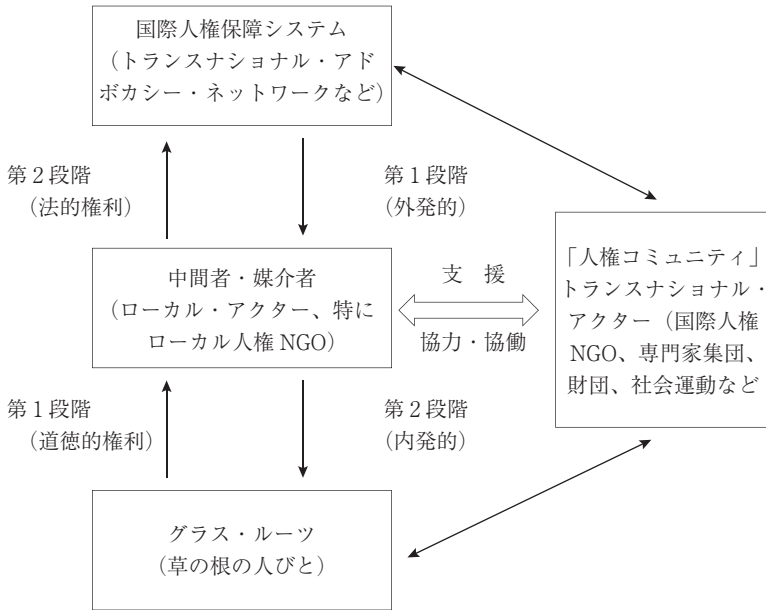 国際人権保障システム
（トランスナショナル・アド
ボカシー・ネットワークなど）
第２段階
（法的権利）
第１段階
（外発的）
中間者・媒介者
（ローカル・アクター、特に
ローカル人権 NGO）
支　援
協力・協働
「人権コミュニティ」
トランスナショナル・
アクター（国際人権
NGO、専門家集団、
財団、社会運動など
第１段階
（道徳的権利）
第２段階
（内発的）
グラス・ルーツ
（草の根の人びと）